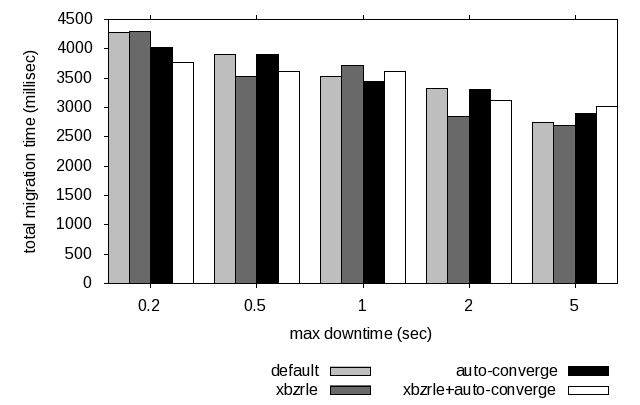 4500
4000
3500
3000
2500
2000
1500
1000
500
0
total migration time (millisec)
0.2 0.5 1 2 5
max downtime (sec)
default auto-converge
xbzrle xbzrle+auto-converge